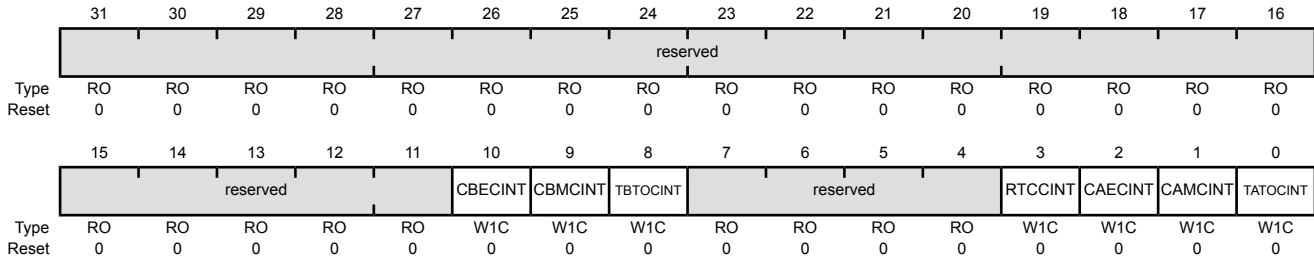 31 30 29 28 27 26 25 24 23 22 21 20 19 18 17 16
reserved
Type RO RO RO RO RO RO RO RO RO RO RO RO RO RO RO RO
Reset 0 0 0 0 0 0 0 0 0 0 0 0 0 0 0 0
15 14 13 12 11 10 9 8 7 6 5 4 3 2 1 0
reserved CBECINT CBMCINT TBTOCINT reserved RTCCINT CAECINT CAMCINT TATOCINT
Type RO RO RO RO RO W1C W1C W1C RO RO RO RO W1C W1C W1C W1C
Reset 0 0 0 0 0 0 0 0 0 0 0 0 0 0 0 0